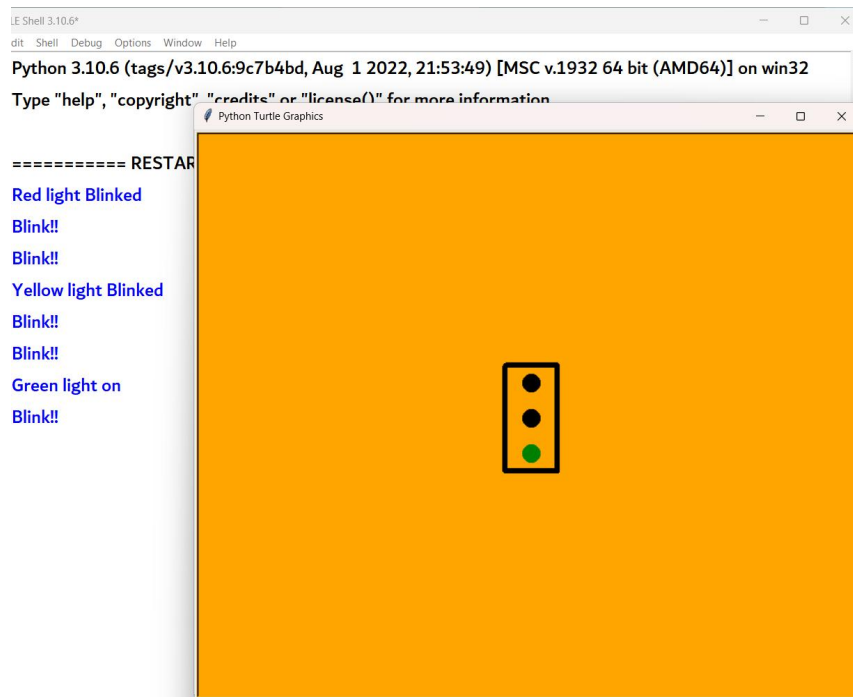 LE Shell 3.10.6*
dit Shell Debug Options Window Help
Python 3.10.6 (tags/v3.10.6:9c7b4bd, Aug 1 2022, 21:53:49) [MSC v.1932 64 bit (AMD64)] on win32
Type "help", "copyright", "credits" or "license()" for more information
Python Turtle Graphics
=========== RESTAR
Red light Blinked
Blink!!
Blink!!
Yellow light Blinked
Blink!!
Blink!!
Green light on
Blink!!